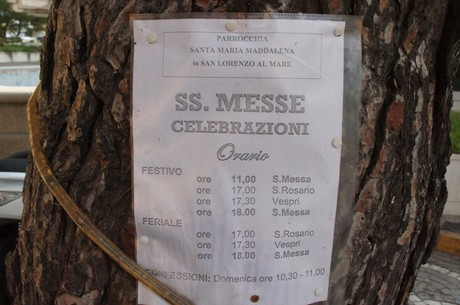 PARROCCHIA
SANTA MARIA MADDALENA
in SAN LORENZO AL MARE
SS. MESSE
CELEBRAZIONI
Orario
FESTIVO
ore 11,00 S.Messa
ore 17,00 S.Rosario
ore 17,30 Vespri
ore 18,00 S.Messa
FERIALE
ore 17,00 S.Rosario
ore 17,30 Vespri
ore 18,00 S.Messa
CONFESSIONI: Domenica ore 10,30 - 11,00